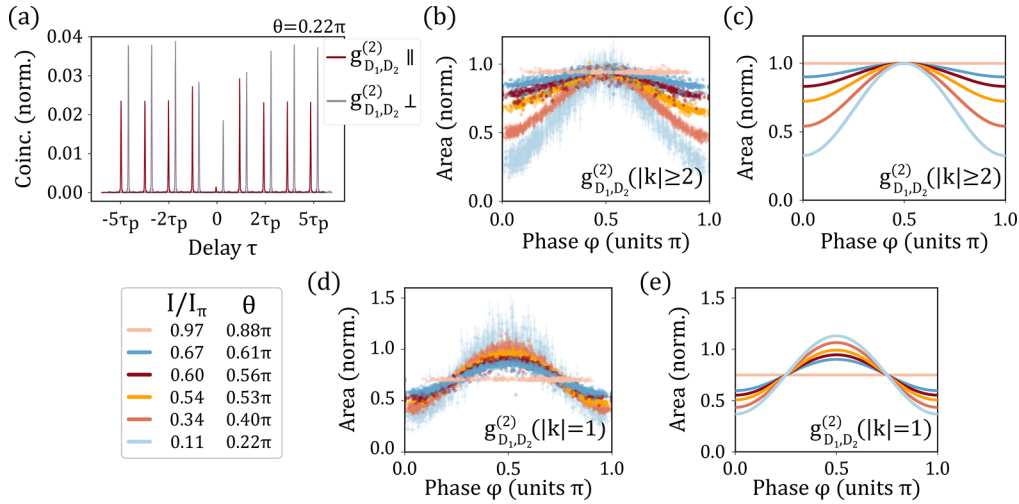 (a)
θ=0.22π
Coinc. (norm.)
0.04
0.03
0.02
0.01
0.00
-5τp -2τp 0 2τp 5τp
Delay τ
g(2)D1,D2 ∥
g(2)D1,D2 ⊥
(b)
Area (norm.)
1.0
0.5
0.0
g(2)D1,D2(|k|≥2)
0.0 0.5 1.0
Phase φ (units π)
(c)
Area (norm.)
1.0
0.5
0.0
g(2)D1,D2(|k|≥2)
0.0 0.5 1.0
Phase φ (units π)
I/Iπ θ
0.97 0.88π
0.67 0.61π
0.60 0.56π
0.54 0.53π
0.34 0.40π
0.11 0.22π
(d)
Area (norm.)
1.5
1.0
0.5
0.0
g(2)D1,D2(|k|=1)
0.0 0.5 1.0
Phase φ (units π)
(e)
Area (norm.)
1.5
1.0
0.5
0.0
g(2)D1,D2(|k|=1)
0.0 0.5 1.0
Phase φ (units π)